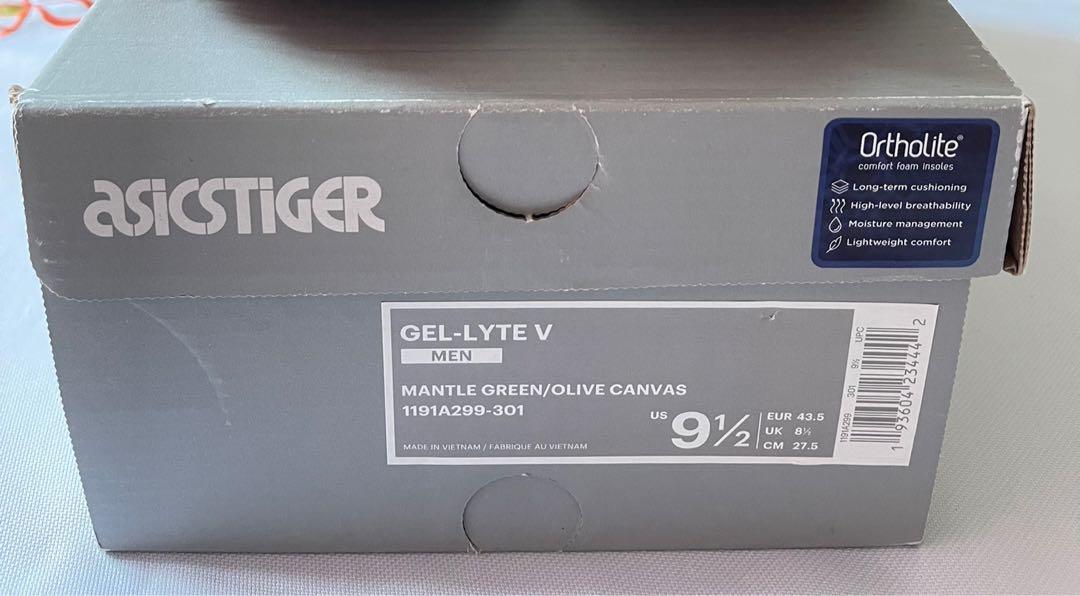 asicsTiGER
Ortholite®
comfort foam insoles
Long-term cushioning
High-level breathability
Moisture management
Lightweight comfort
GEL-LYTE V
MEN
MANTLE GREEN/OLIVE CANVAS
1191A299-301
MADE IN VIETNAM / FABRIQUE AU VIETNAM
US 9 1/2
EUR 43.5
UK 8½
CM 27.5
1191A299 301 9½ UPC
1 93604 23444 2